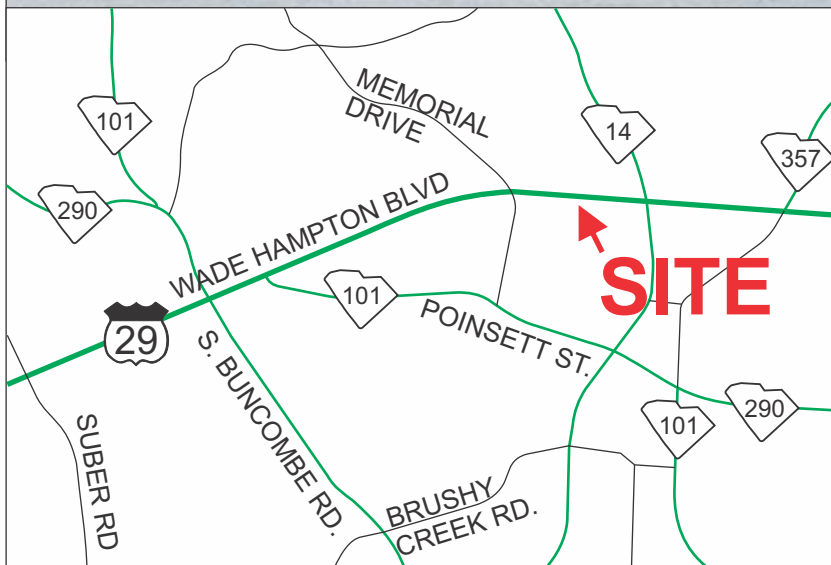 MEMORIAL
DRIVE
101
14
357
290
WADE HAMPTON BLVD
SITE
101
29
POINSETT ST.
S. BUNCOMBE RD.
SUBER RD
290
101
BRUSHY
CREEK RD.